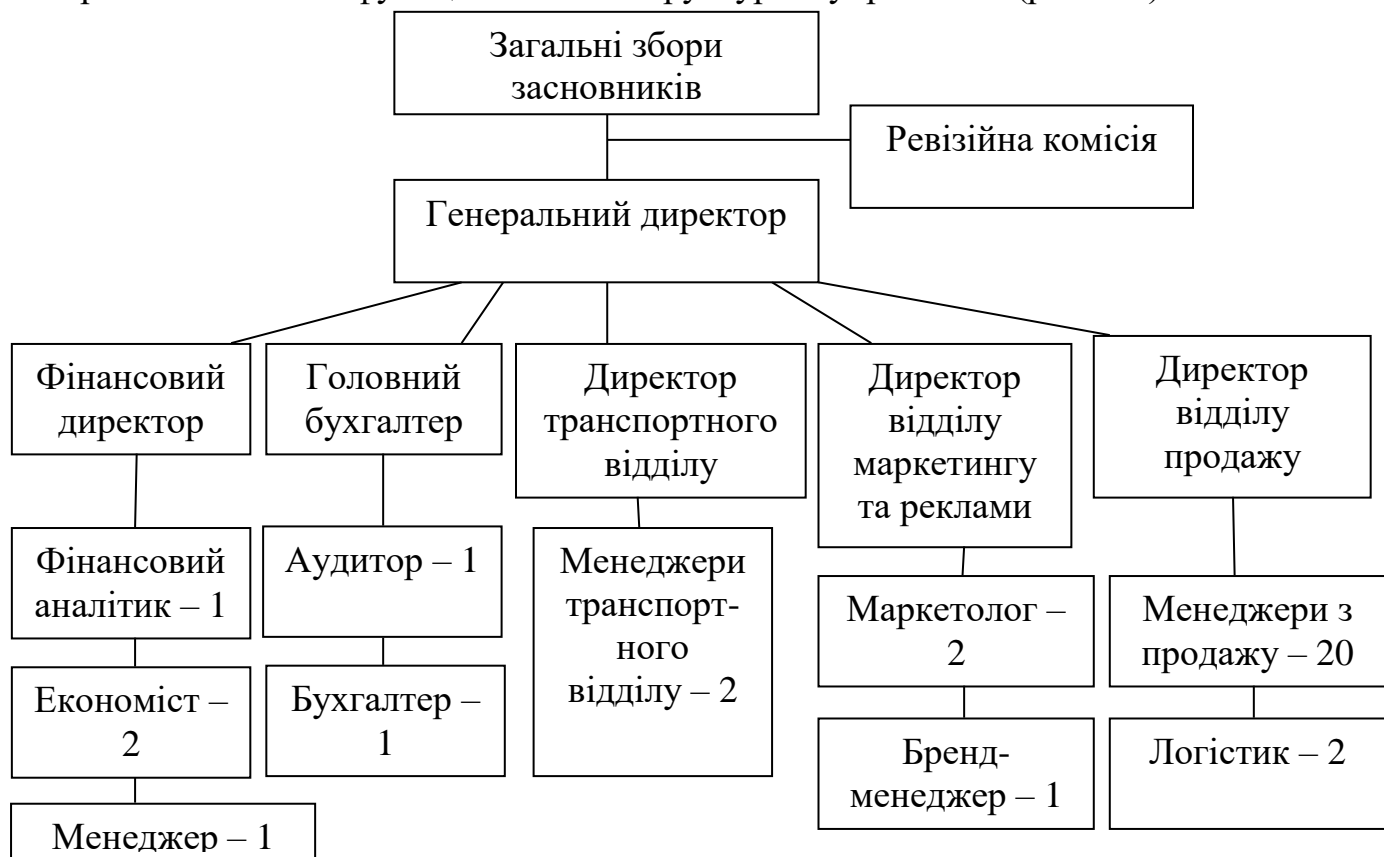 Загальні збори
засновників
Ревізійна комісія
Генеральний директор
Фінансовий
директор
Головний
бухгалтер
Директор
транспортного
відділу
Директор
відділу
маркетингу
та реклами
Директор
відділу
продажу
Фінансовий
аналітик – 1
Аудитор – 1
Менеджери
транспорт-
ного
відділу – 2
Маркетолог –
2
Менеджери з
продажу – 20
Економіст –
2
Бухгалтер –
1
Бренд-
менеджер – 1
Логістик – 2
Менеджер – 1